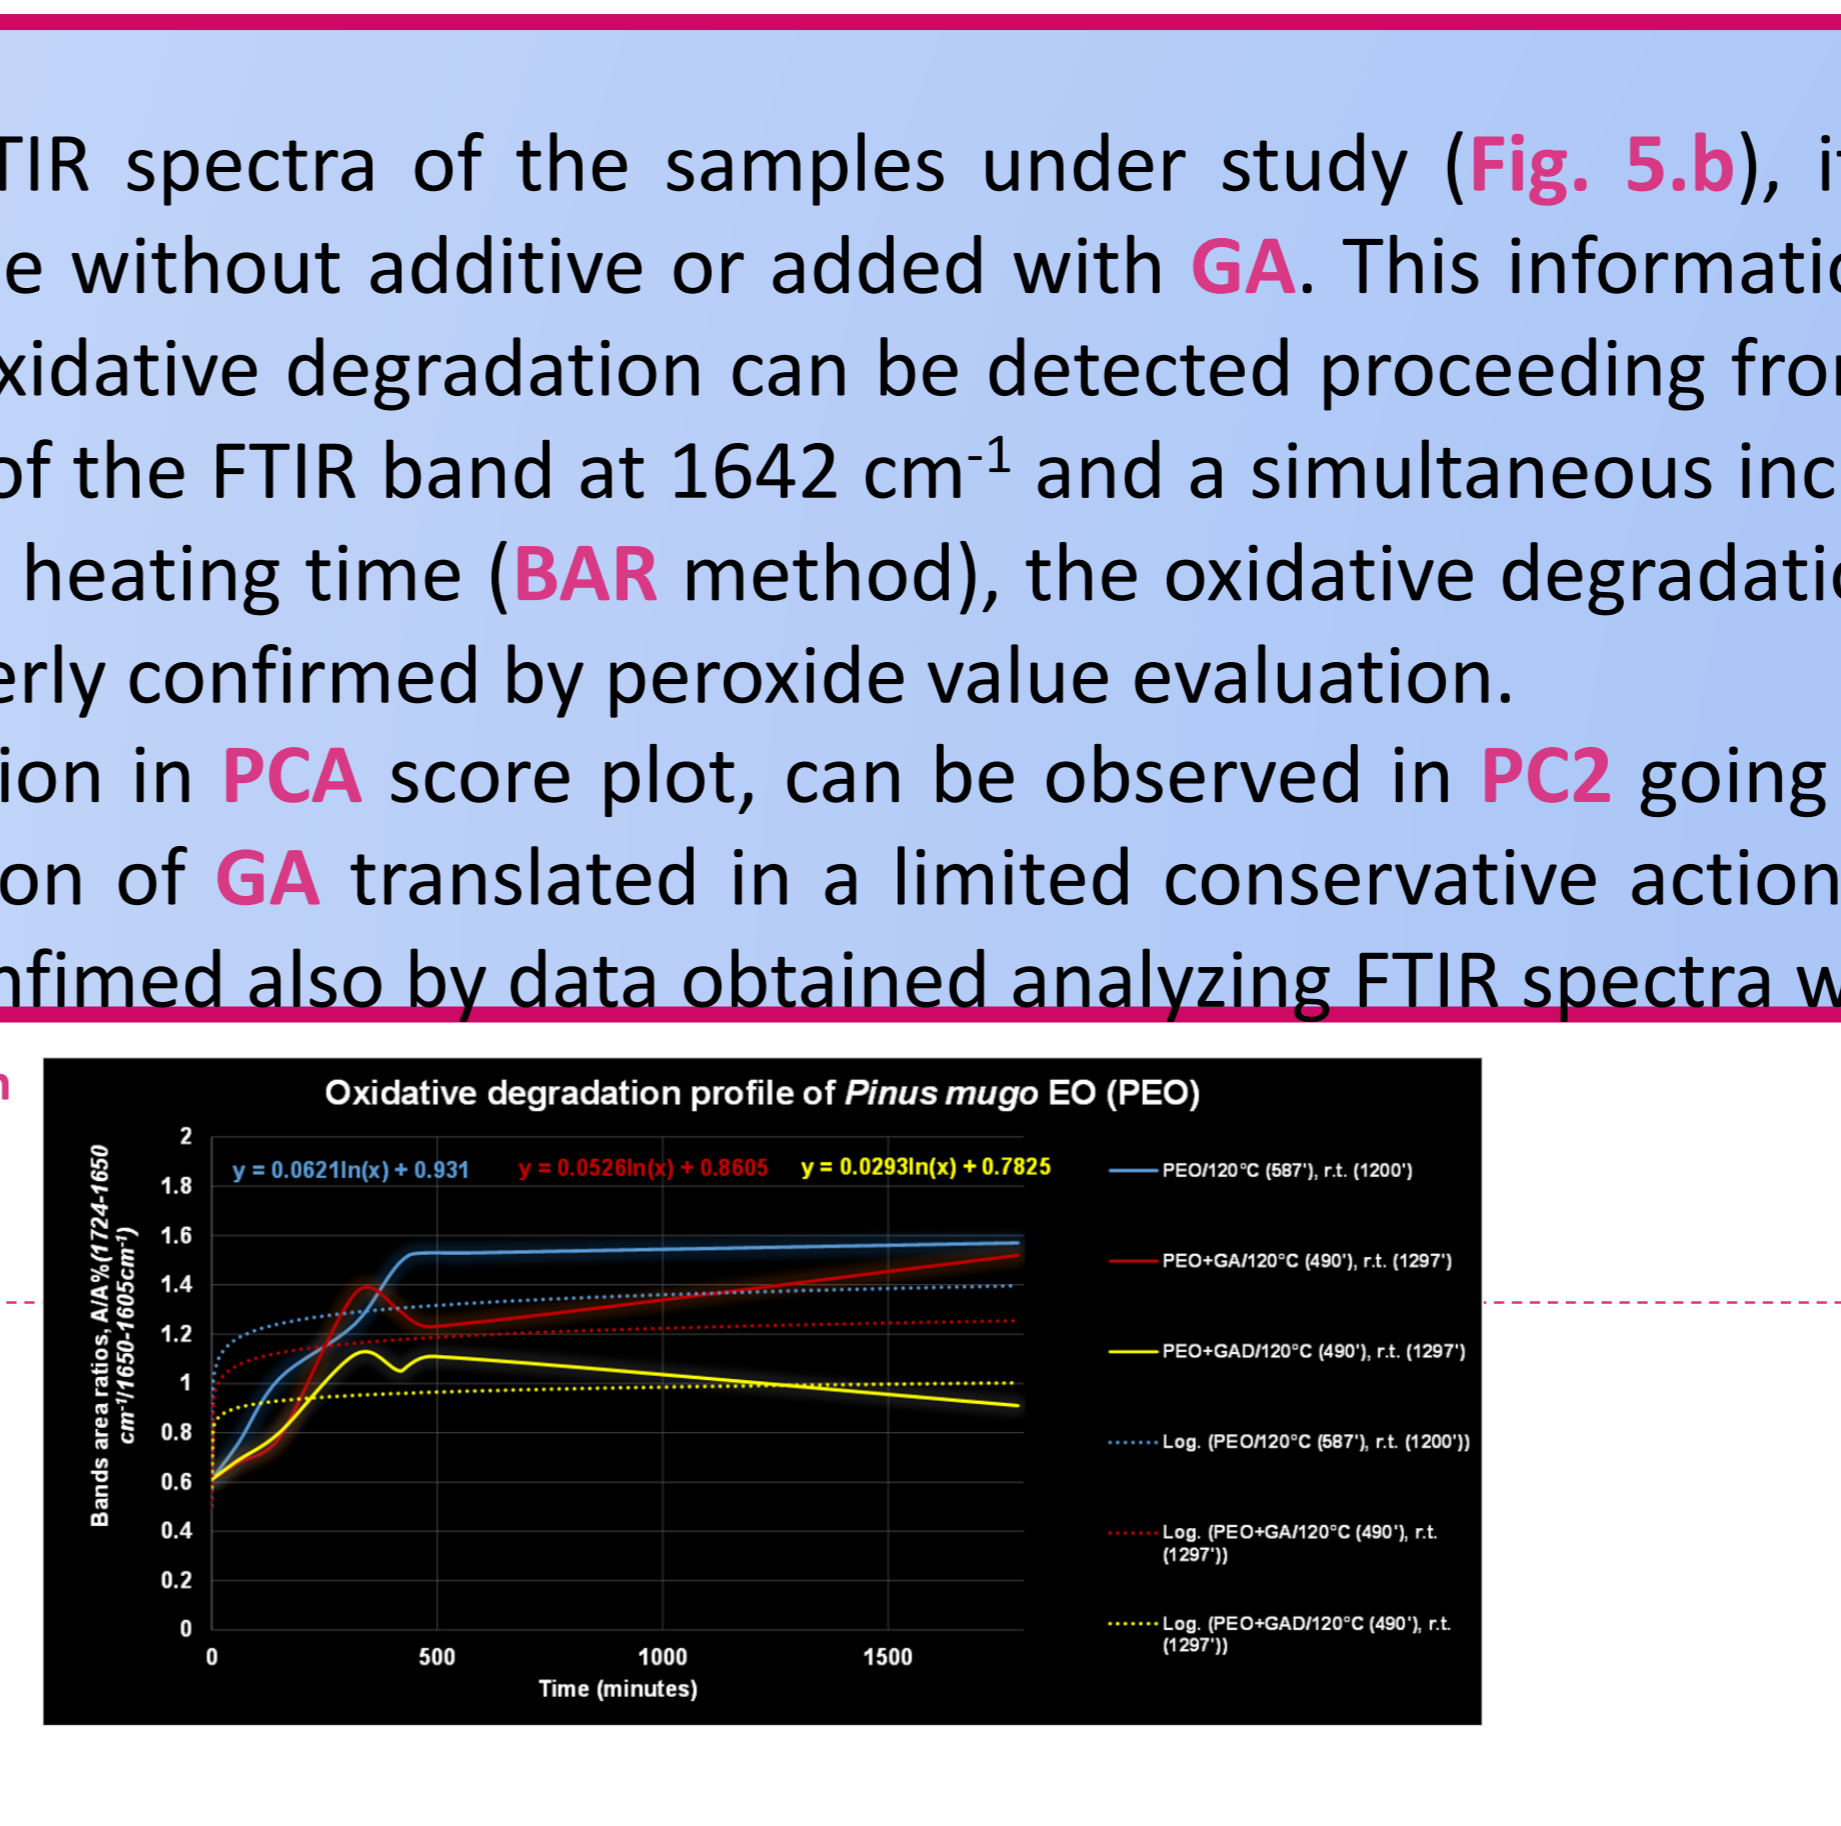 TIR spectra of the samples under study (Fig. 5.b), it
e without additive or added with GA. This informatic
xidative degradation can be detected proceeding from
of the FTIR band at 1642 cm-1 and a simultaneous inc
heating time (BAR method), the oxidative degradatio
erly confirmed by peroxide value evaluation.
ion in PCA score plot, can be observed in PC2 going
on of GA translated in a limited conservative action
nfimed also by data obtained analyzing FTIR spectra w
n
Oxidative degradation profile of Pinus mugo EO (PEO)
Bands area ratios, A/A%(1724-1650
cm-1/1650-1605cm-1)
2
1.8
1.6
1.4
1.2
1
0.8
0.6
0.4
0.2
0
y = 0.0621ln(x) + 0.931
y = 0.0526ln(x) + 0.8605
y = 0.0293ln(x) + 0.7825
0 500 1000 1500
Time (minutes)
PEO/120°C (587'), r.t. (1200')
PEO+GA/120°C (490'), r.t. (1297')
PEO+GAD/120°C (490'), r.t. (1297')
Log. (PEO/120°C (587'), r.t. (1200'))
Log. (PEO+GA/120°C (490'), r.t.
(1297'))
Log. (PEO+GAD/120°C (490'), r.t.
(1297'))